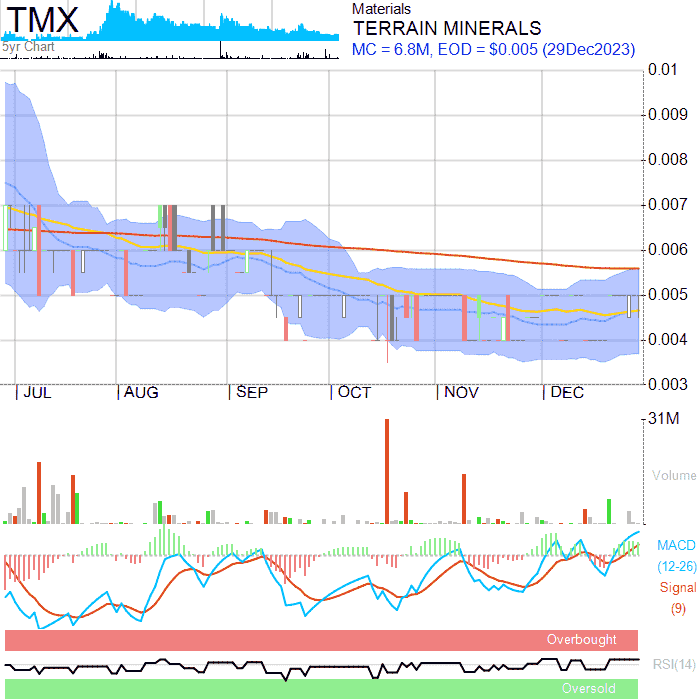 TMX
5yr Chart
Materials
TERRAIN MINERALS
MC = 6.8M, EOD = $0.005 (29Dec2023)
0.01
0.009
0.008
0.007
0.006
0.005
0.004
0.003
JUL AUG SEP OCT NOV DEC
31M
Volume
MACD
(12-26)
Signal
(9)
Overbought
RSI(14)
Oversold